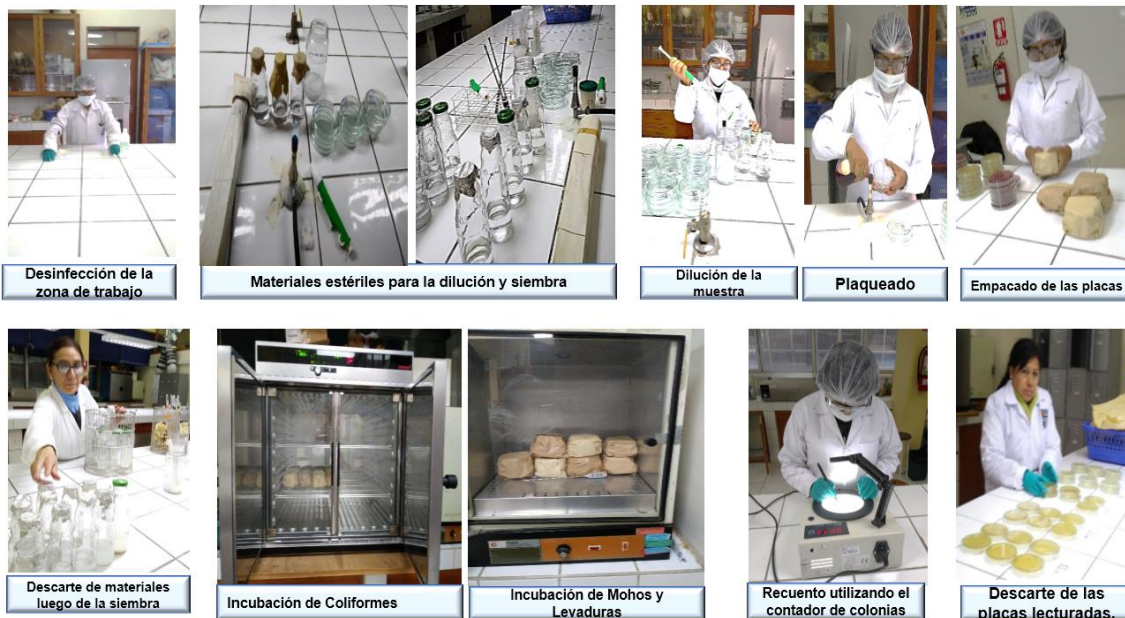 Desinfección de la
zona de trabajo
Materiales estériles para la dilución y siembra
Dilución de la
muestra
Plaqueado
Empacado de las placas
Descarte de materiales
luego de la siembra
Incubación de Coliformes
Incubación de Mohos y
Levaduras
Recuento utilizando el
contador de colonias
Descarte de las
placas lecturadas.